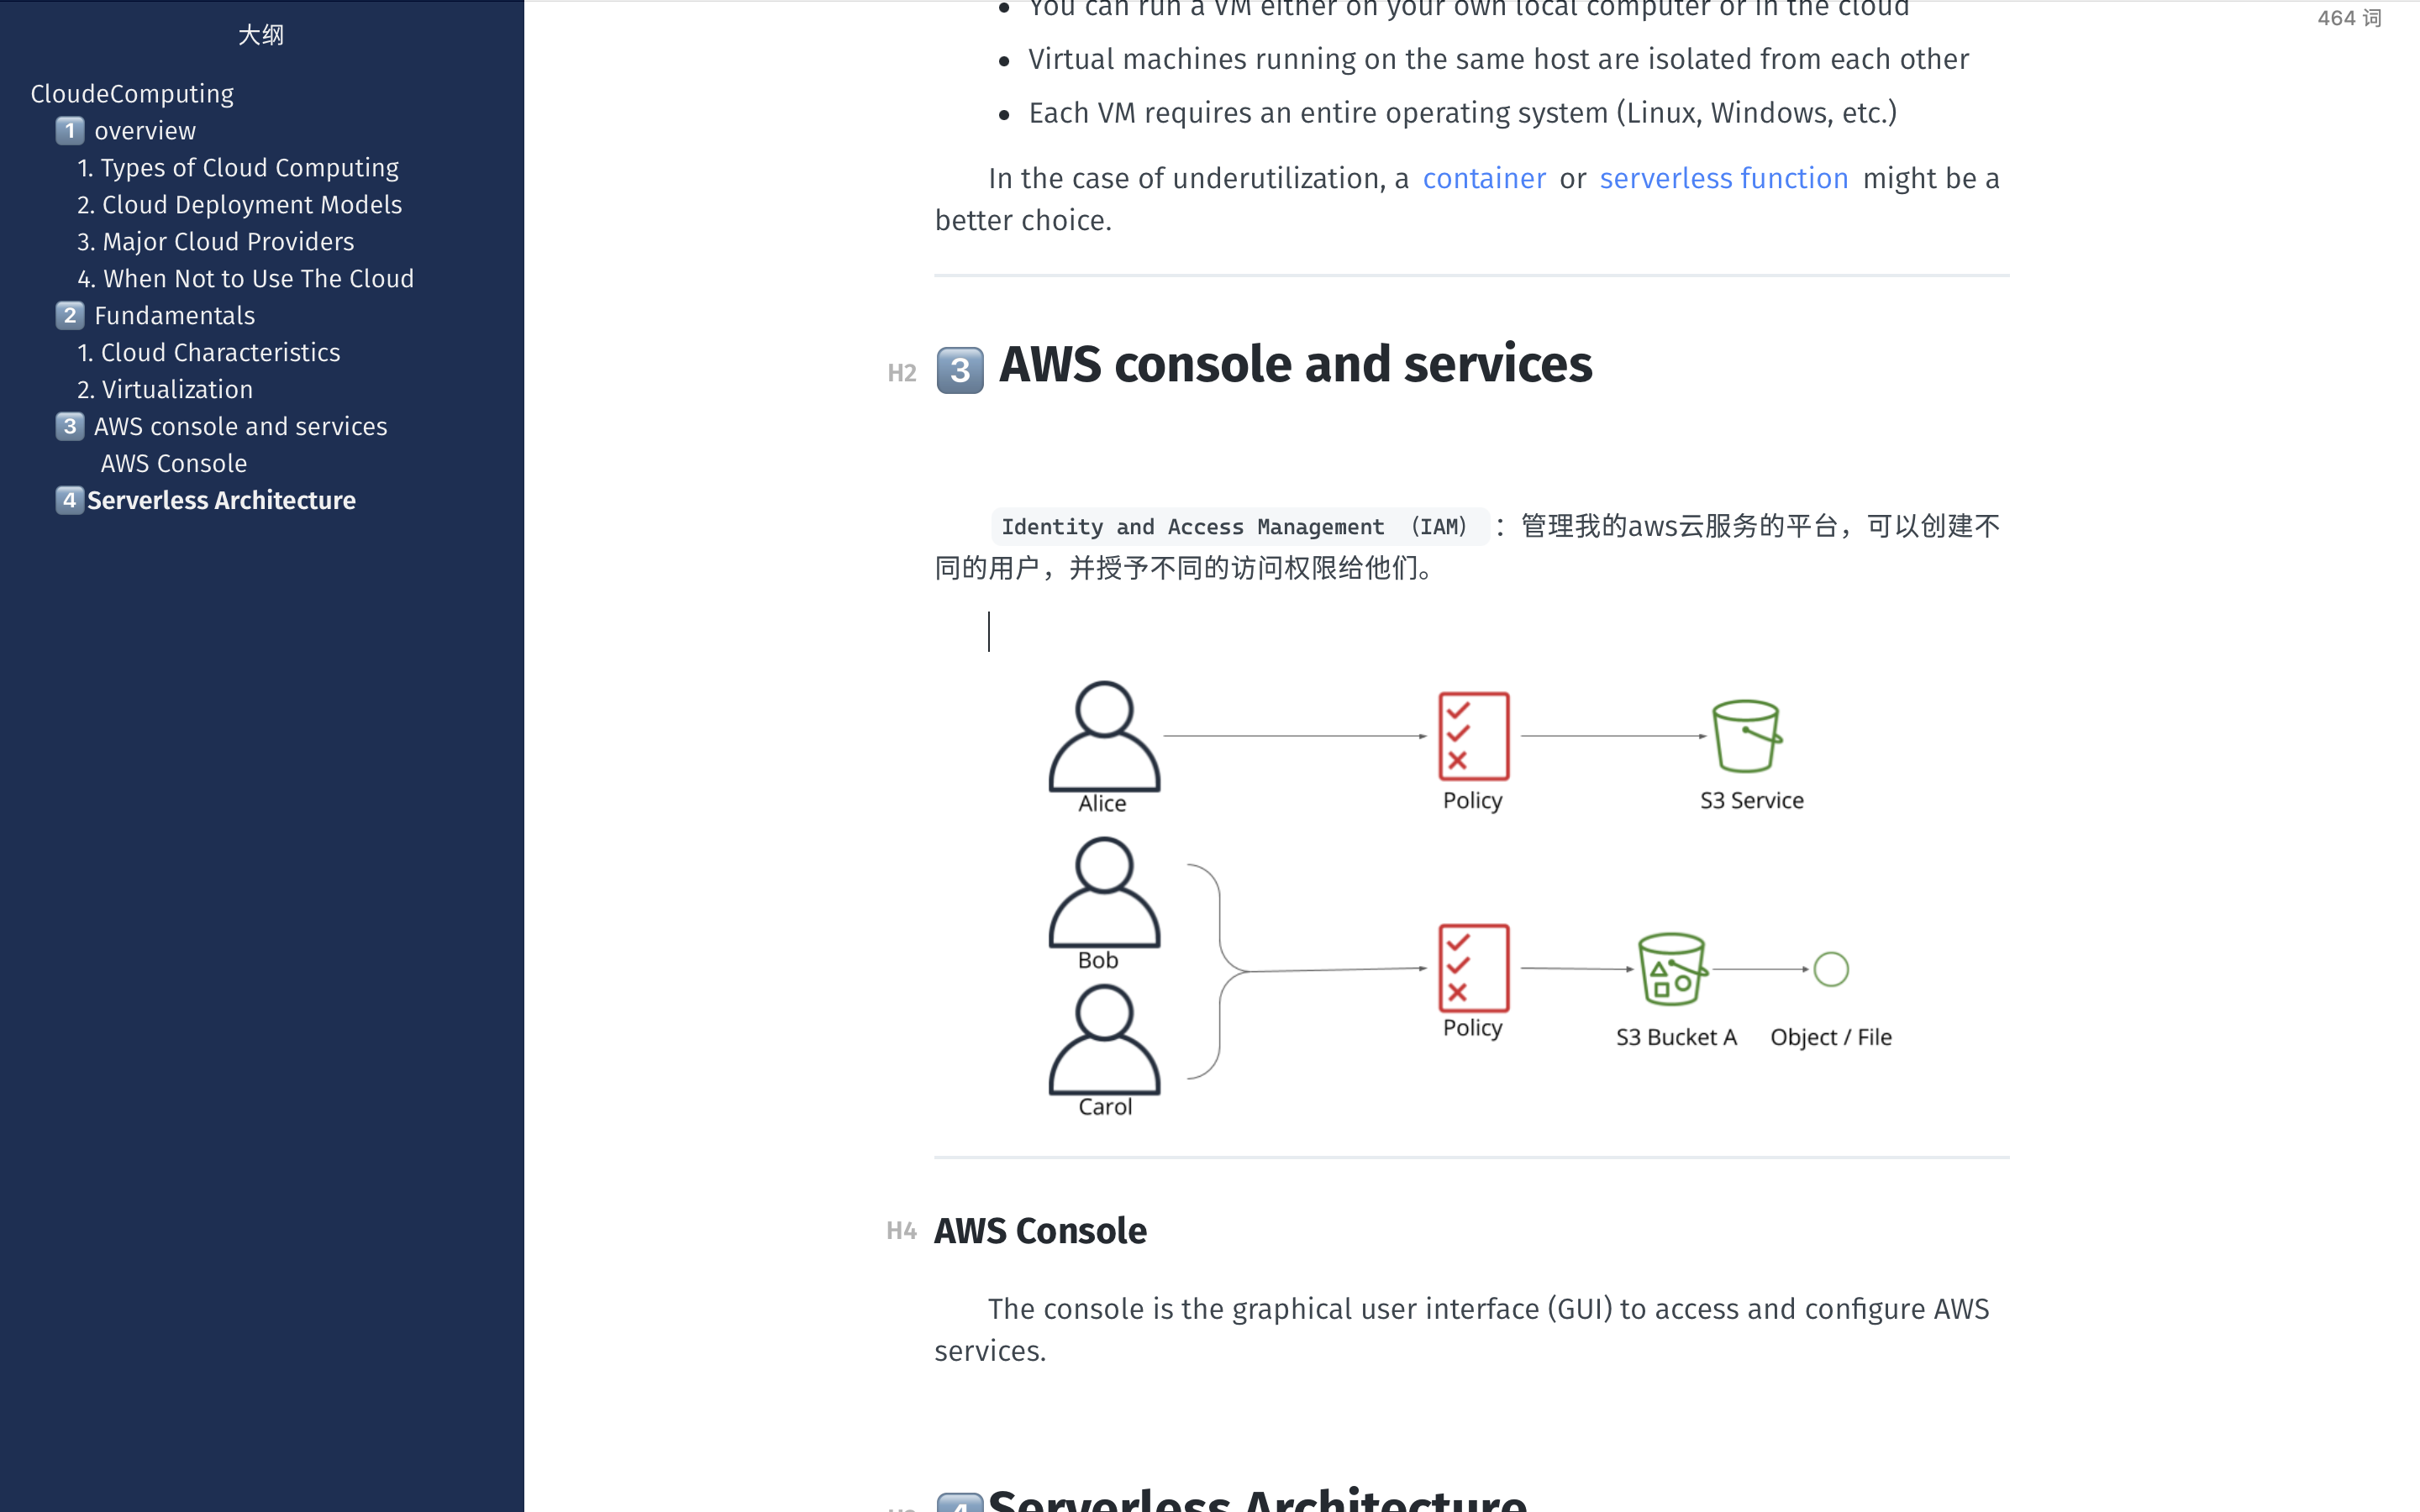 大纲
CloudeComputing
1 overview
1. Types of Cloud Computing
2. Cloud Deployment Models
3. Major Cloud Providers
4. When Not to Use The Cloud
2 Fundamentals
1. Cloud Characteristics
2. Virtualization
3 AWS console and services
AWS Console
4 Serverless Architecture
464 词
• You can run a VM either on your own local computer or in the cloud
• Virtual machines running on the same host are isolated from each other
• Each VM requires an entire operating system (Linux, Windows, etc.)
In the case of underutilization, a container or serverless function might be a
better choice.
H2 3 AWS console and services
Identity and Access Management （IAM）：管理我的aws云服务的平台，可以创建不
同的用户，并授予不同的访问权限给他们。
Alice
Policy
S3 Service
Bob
Policy
S3 Bucket A
Object / File
Carol
H4 AWS Console
The console is the graphical user interface (GUI) to access and configure AWS
services.
H2 4 Serverless Architecture